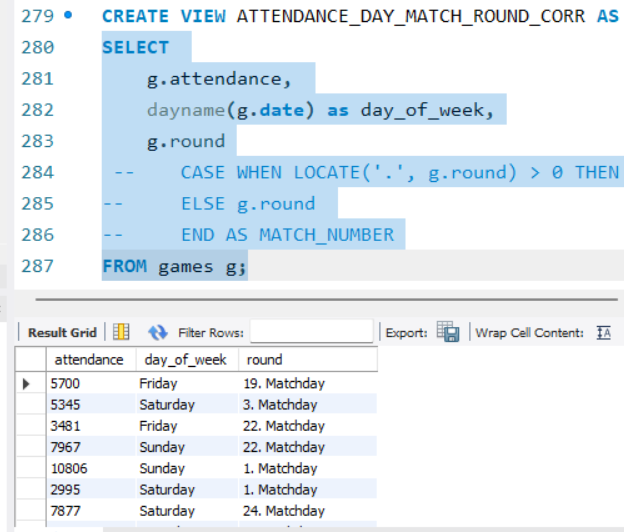 279 CREATE VIEW ATTENDANCE_DAY_MATCH_ROUND_CORR AS
280 SELECT
281 g.attendance,
282 dayname(g.date) as day_of_week,
283 g.round
284 -- CASE WHEN LOCATE('.', g.round) > 0 THEN
285 -- ELSE g.round
286 -- END AS MATCH_NUMBER
287 FROM games g;
Result Grid Filter Rows: Export: Wrap Cell Content:
attendance day_of_week round
5700 Friday 19. Matchday
5345 Saturday 3. Matchday
3481 Friday 22. Matchday
7967 Sunday 22. Matchday
10806 Sunday 1. Matchday
2995 Saturday 1. Matchday
7877 Saturday 24. Matchday